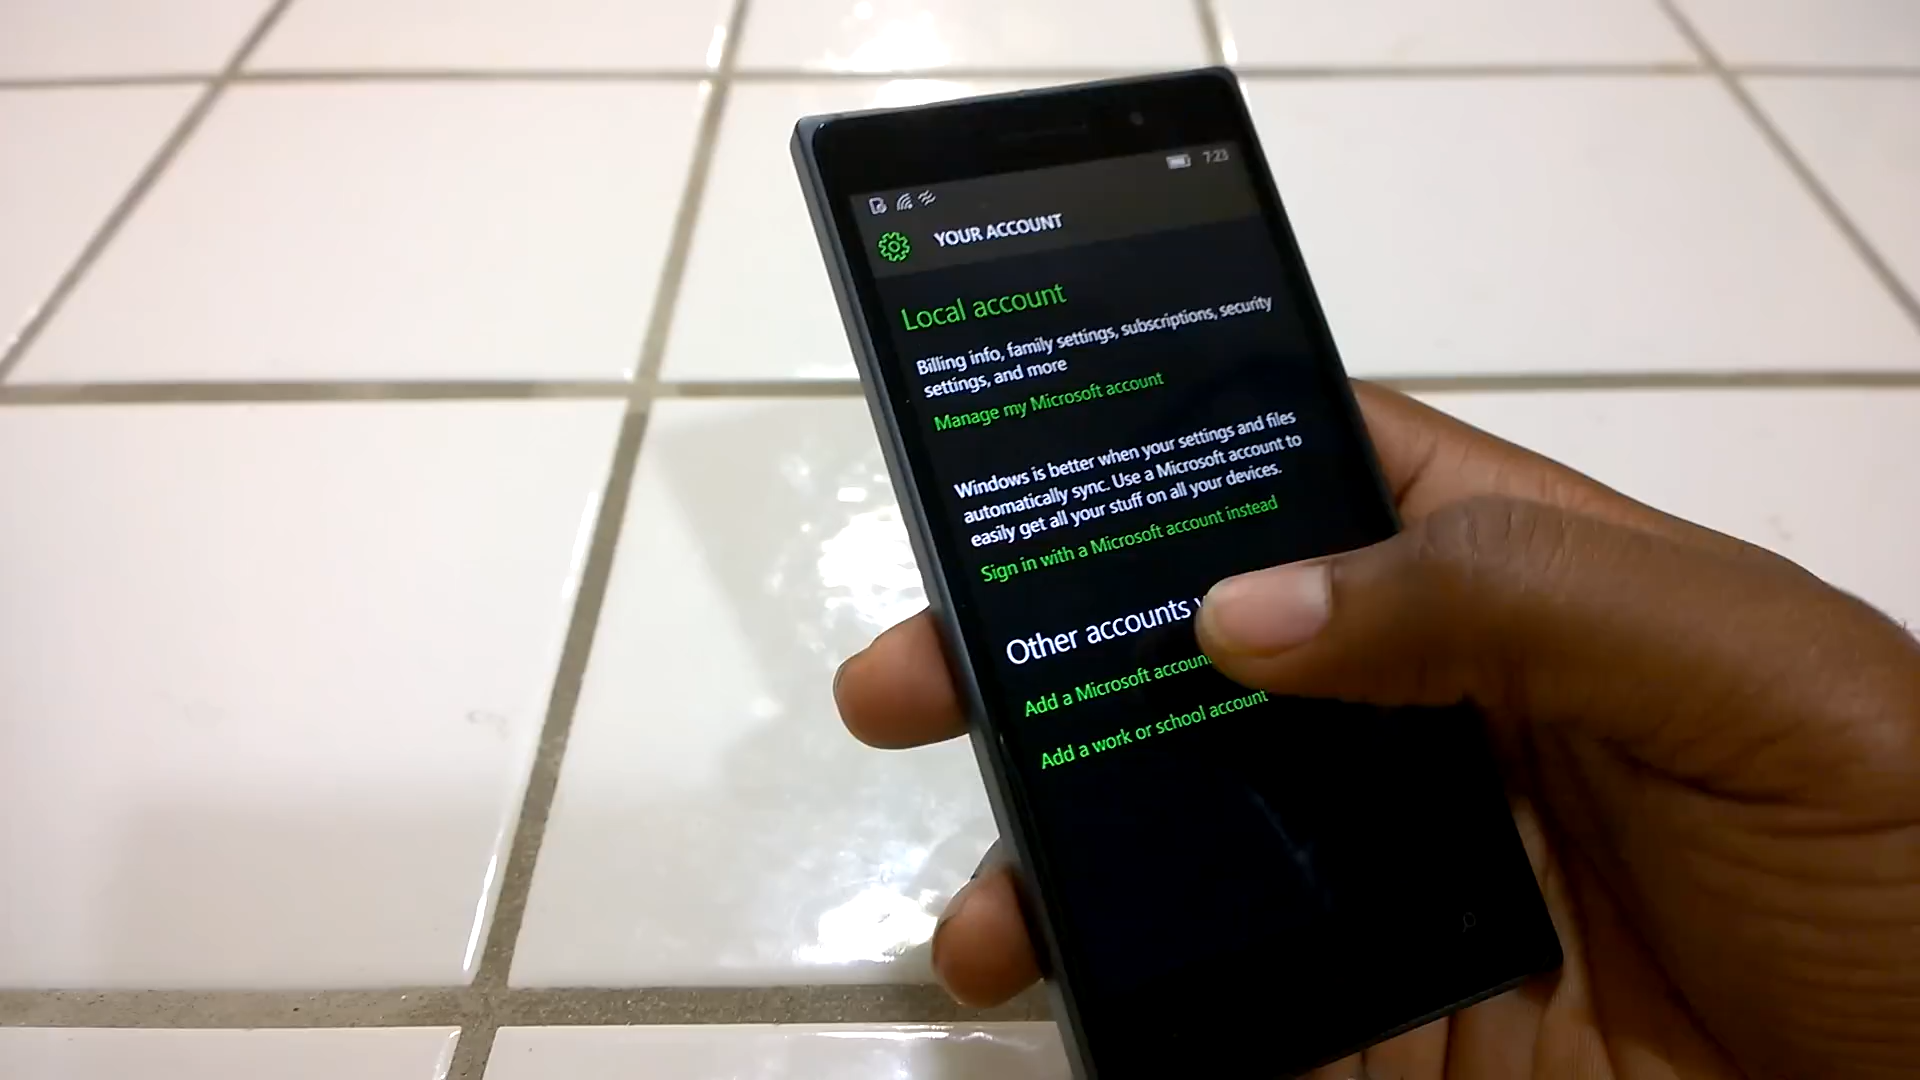 7:23
YOUR ACCOUNT
Local account
Billing info, family settings, subscriptions, security
settings, and more
Manage my Microsoft account
Windows is better when your settings and files
automatically sync. Use a Microsoft account to
easily get all your stuff on all your devices.
Sign in with a Microsoft account instead
Other accounts
Add a Microsoft account
Add a work or school account